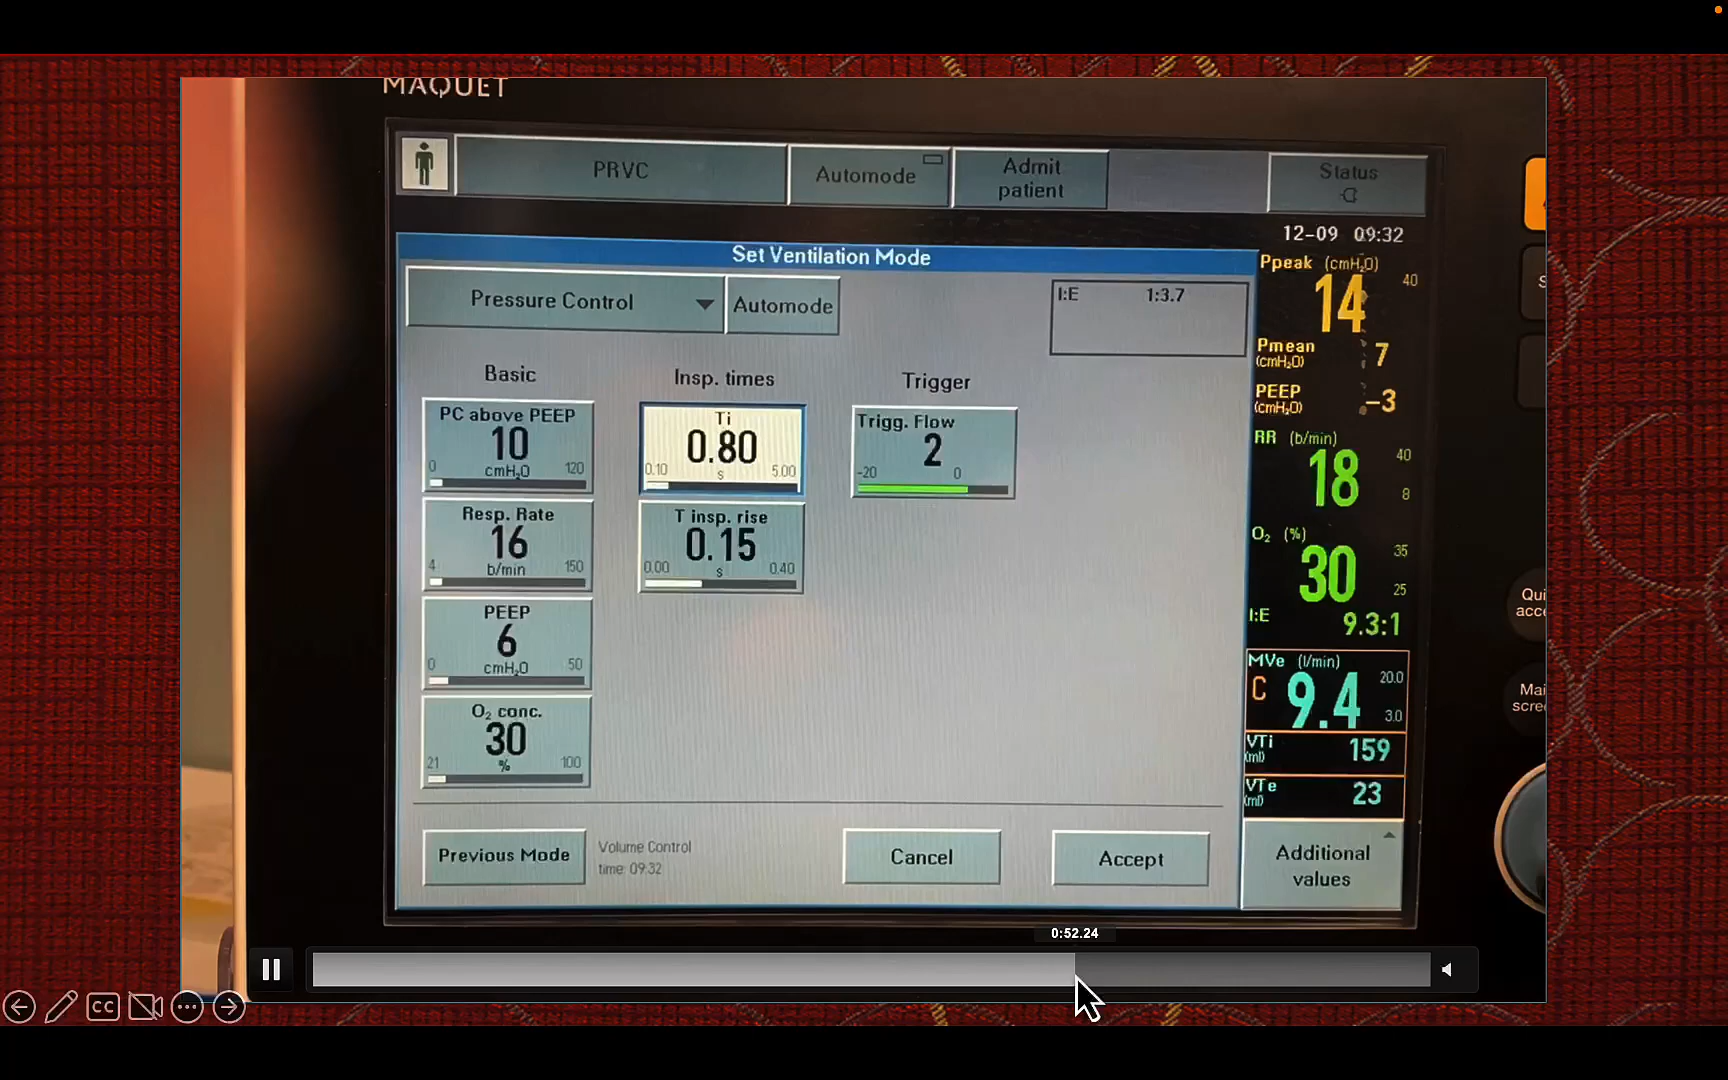 MAQUET
PRVC
Automode
Admit
patient
Status
12-09 09:32
Set Ventilation Mode
Pressure Control
Automode
I:E 1:3.7
Basic
Insp. times
Trigger
PC above PEEP
10
0 cmH₂O 120
Resp. Rate
16
4 b/min 150
PEEP
6
0 cmH₂O 50
O₂ conc.
30
21 % 100
Ti
0.80
0.10 s 5.00
T insp. rise
0.15
0.00 s 0.40
Trigg. Flow
2
-20 0
Previous Mode
Volume Control
time: 09:32
Cancel
Accept
Ppeak (cmH₂O)
14 40
Pmean
(cmH₂O) 7
PEEP
(cmH₂O) -3
RR (b/min)
18 40
8
O₂ (%)
30 35
25
I:E
9.3:1
MVe (l/min)
C 9.4 20.0
3.0
VTi
(ml) 159
VTe
(ml) 23
Additional
values
0:52.24
CC